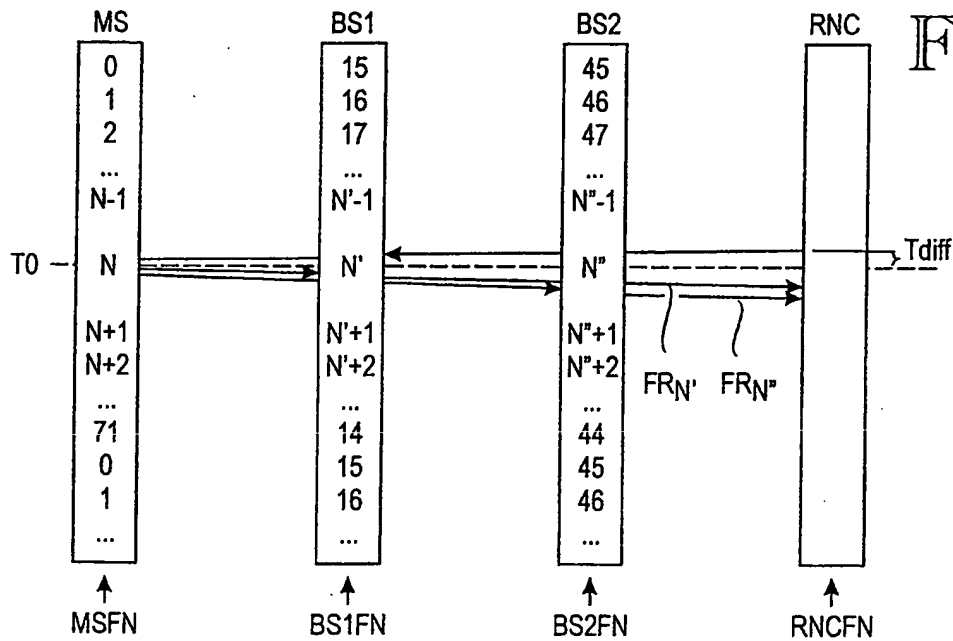 MS BS1 BS2 RNC F
0 15 45
1 16 46
2 17 47
... ... ...
N-1 N'-1 N"-1
T0 N N' N" Tdiff
N+1 N'+1 N"+1
N+2 N'+2 N"+2
FRN' FRN"
... ... ...
71 14 44
0 15 45
1 16 46
... ... ...
MSFN BS1FN BS2FN RNCFN